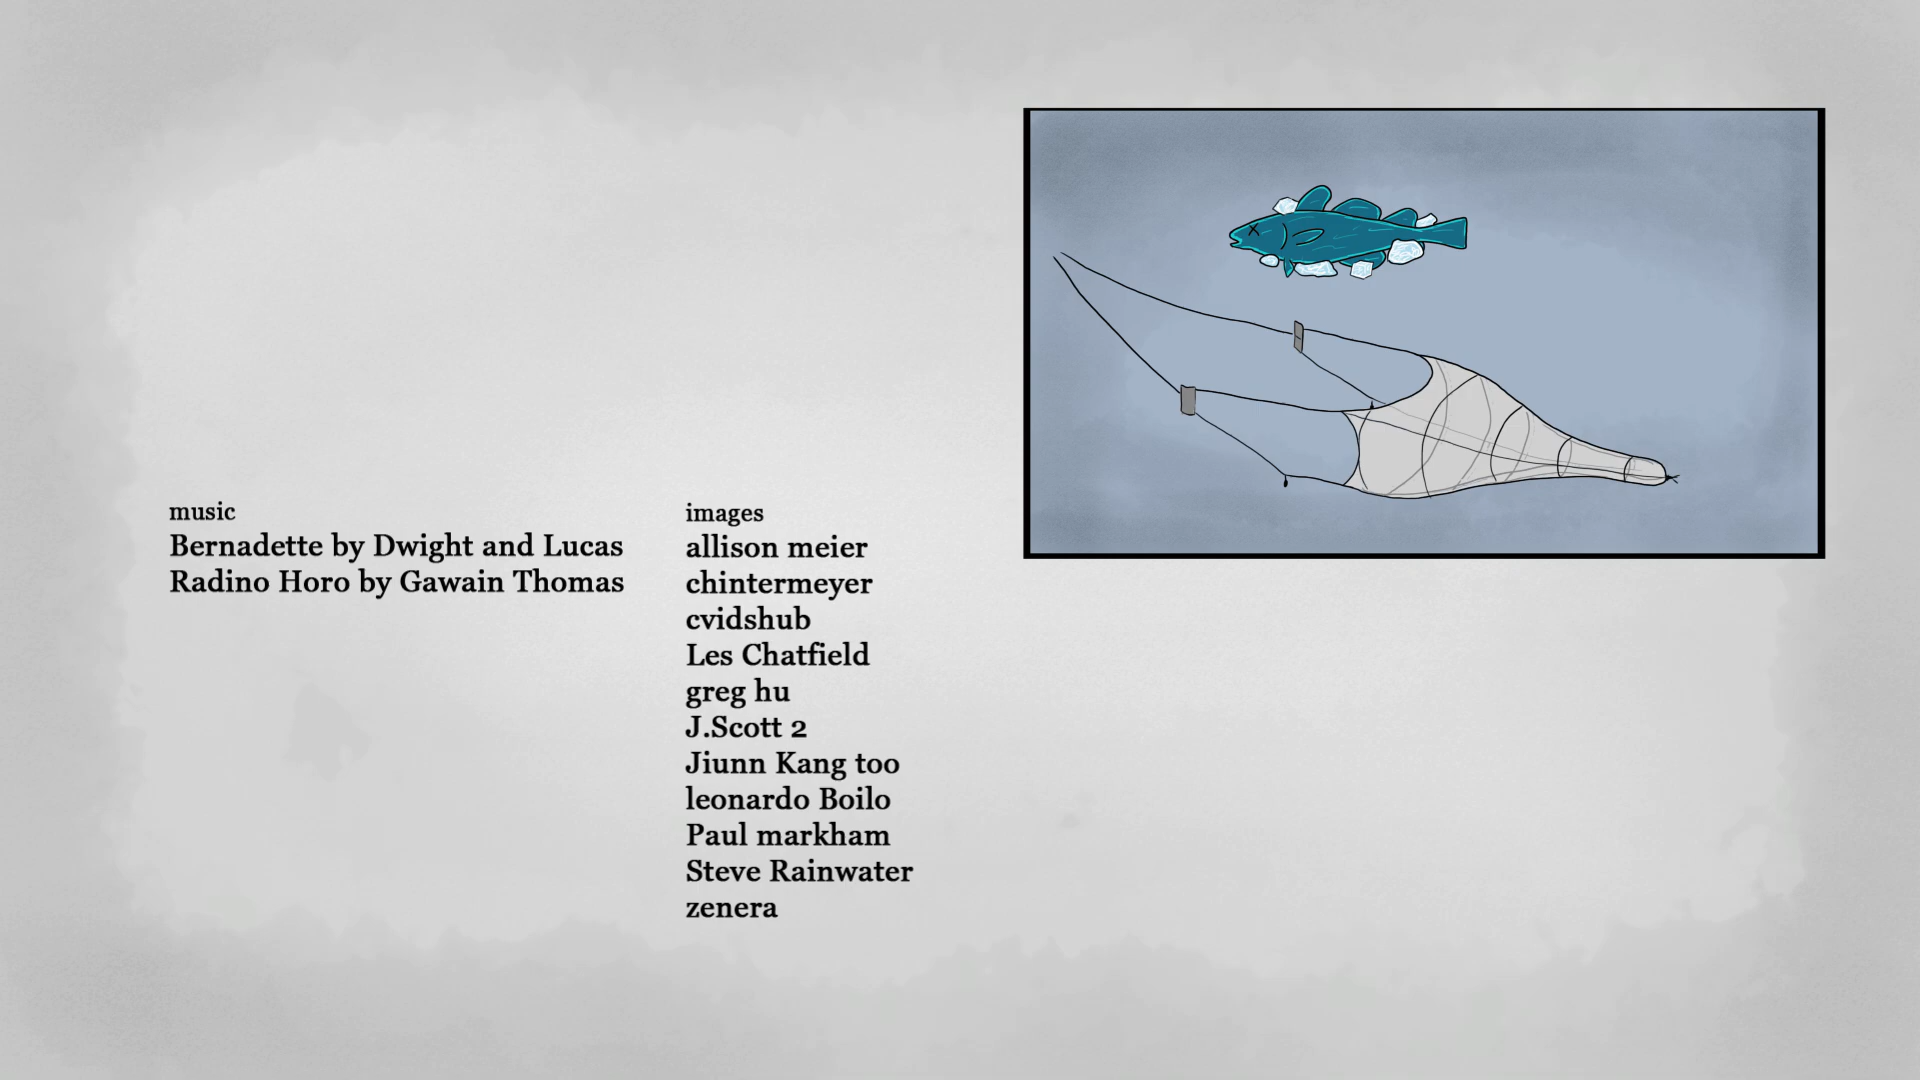 music
Bernadette by Dwight and Lucas
Radino Horo by Gawain Thomas
images
allison meier
chintermeyer
cvidshub
Les Chatfield
greg hu
J.Scott 2
Jiunn Kang too
leonardo Boilo
Paul markham
Steve Rainwater
zenera